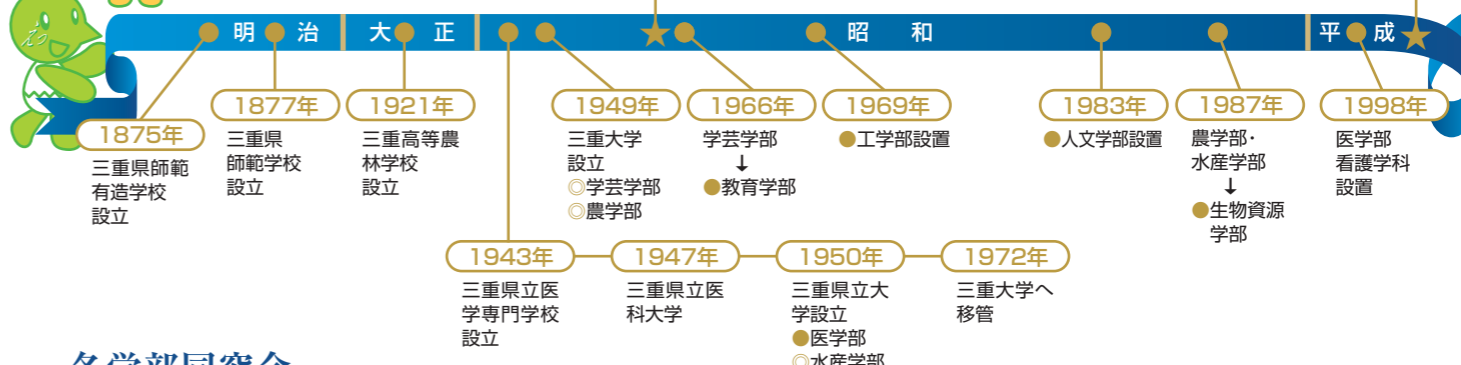 明治
大正
昭和
平成
1875年
三重県師範
有造学校
設立
1877年
三重県
師範学校
設立
1921年
三重高等農
林学校
設立
1949年
三重大学
設立
◎学芸学部
◎農学部
1966年
学芸学部
↓
●教育学部
1969年
●工学部設置
1983年
●人文学部設置
1987年
農学部・
水産学部
↓
●生物資源
学部
1998年
医学部
看護学科
設置
1943年
三重県立医
学専門学校
設立
1947年
三重県立医
科大学
1950年
三重県立大
学設立
●医学部
◎水産学部
1972年
三重大学へ
移管
各学部同窓会